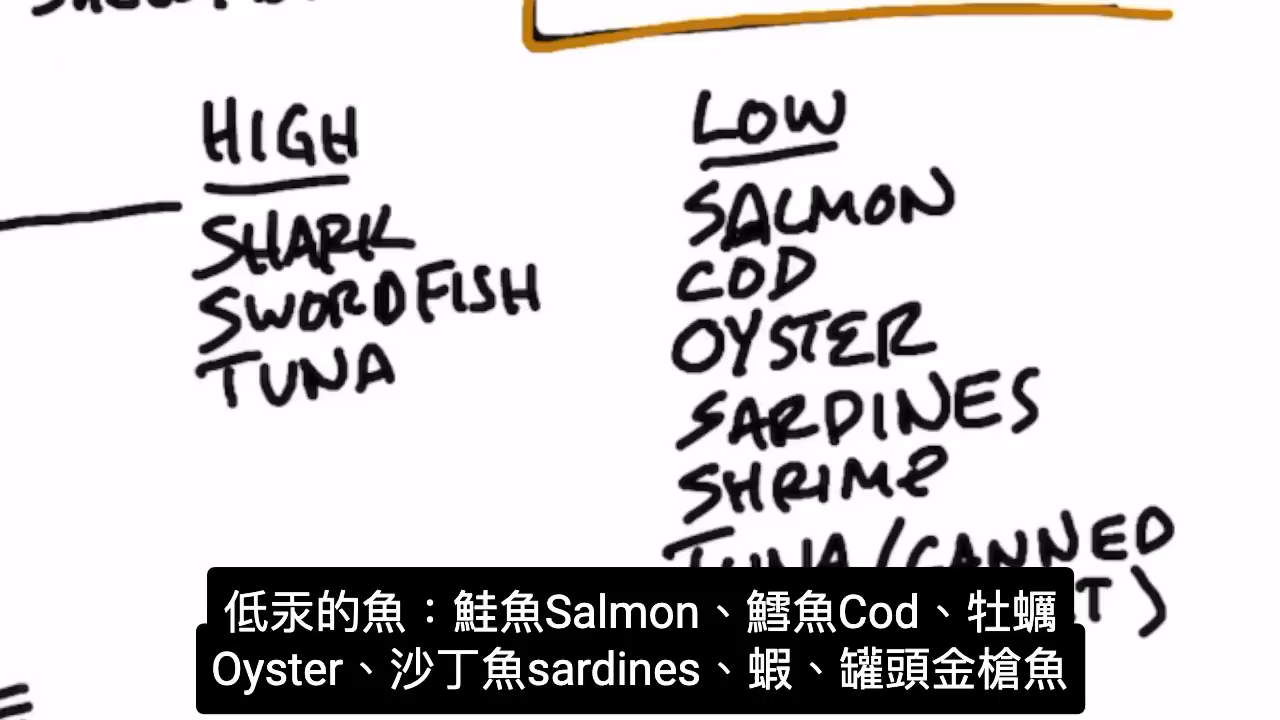 HIGH
SHARK
SWORDFISH
TUNA
LOW
SALMON
COD
OYSTER
SARDINES
SHRIMP
TUNA/CANNED
T)
低汞的魚：鮭魚Salmon、鱈魚Cod、牡蠣
Oyster、沙丁魚sardines、蝦、罐頭金槍魚